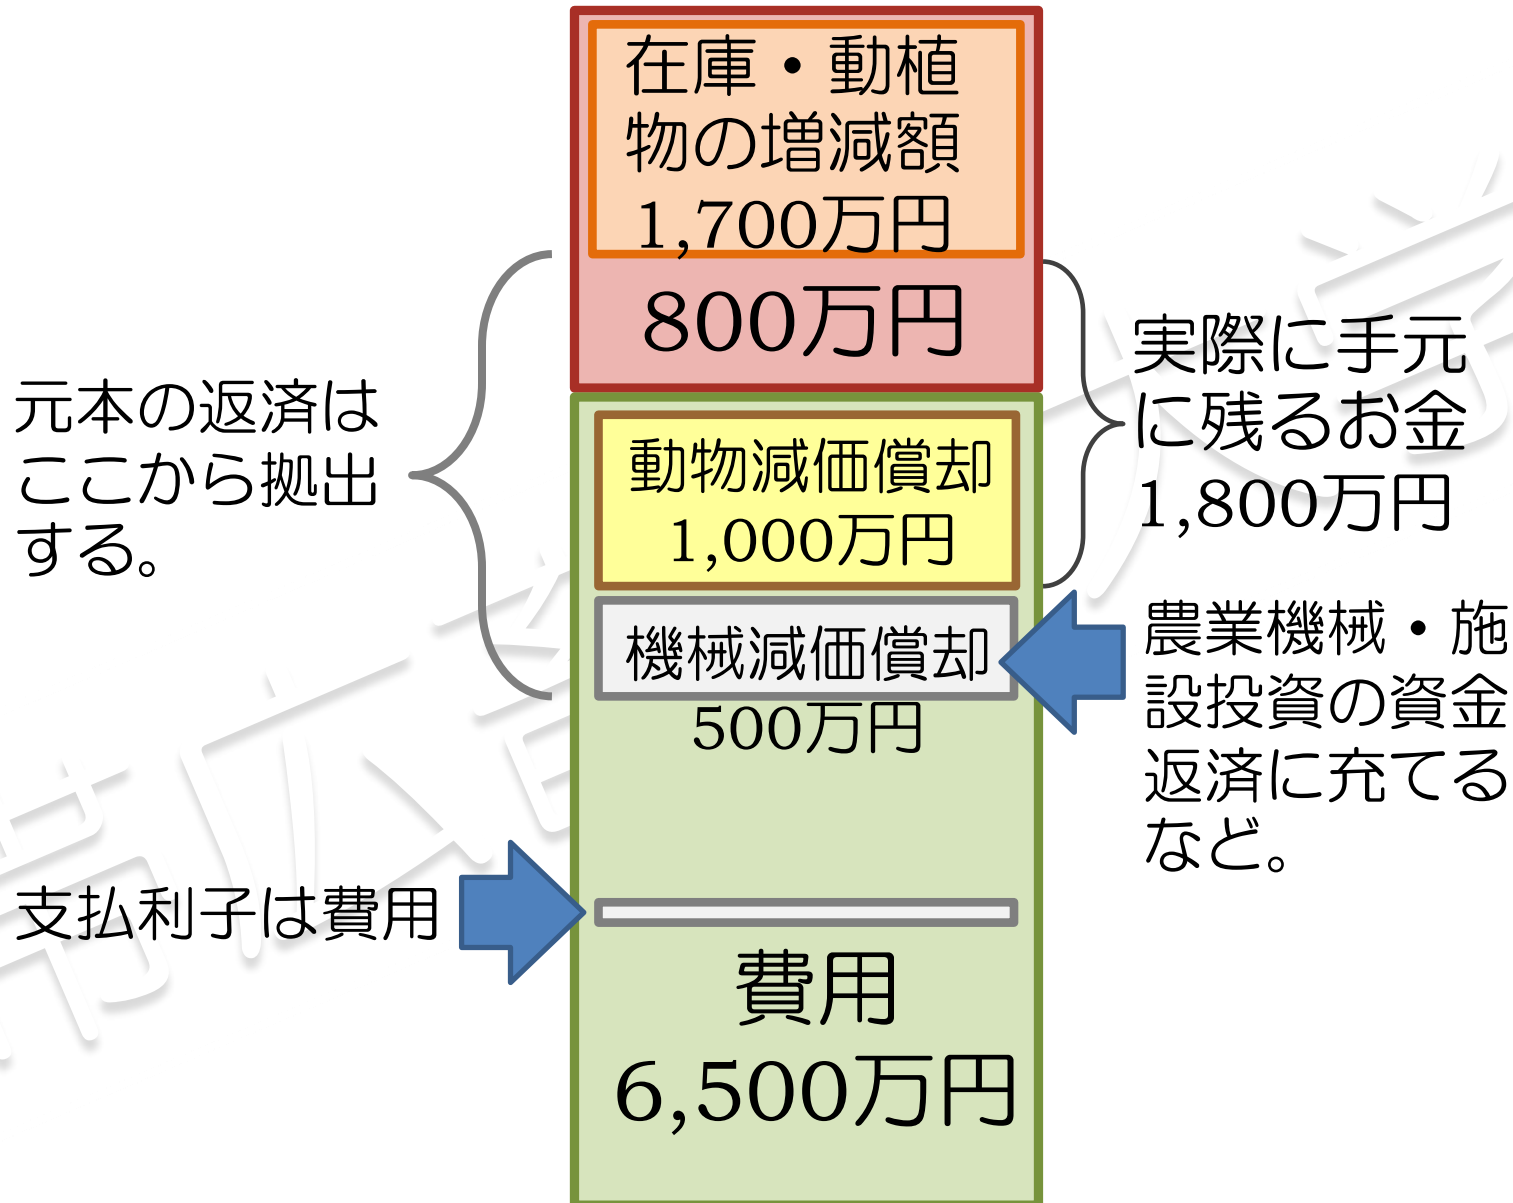 在庫・動植
物の増減額
1,700万円
800万円
元本の返済は
ここから拠出
する。
実際に手元
に残るお金
1,800万円
動物減価償却
1,000万円
機械減価償却
500万円
農業機械・施
設投資の資金
返済に充てる
など。
支払利子は費用
費用
6,500万円